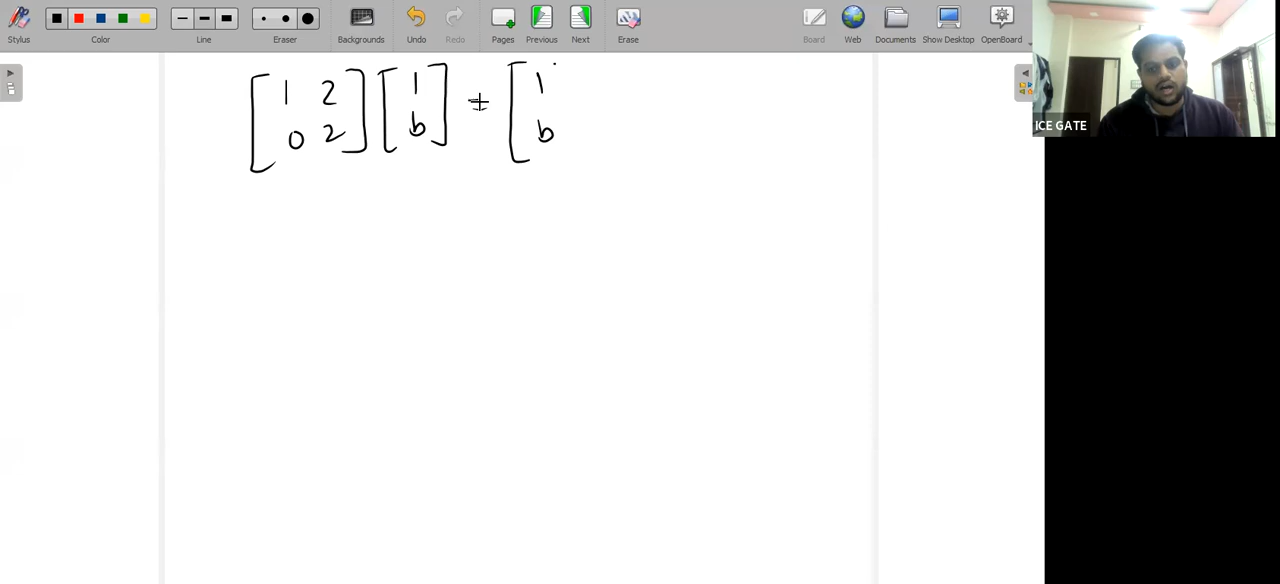 Stylus Color Line Eraser Backgrounds Undo Redo Pages Previous Next Erase Board Web Documents Show Desktop OpenBoard
ICE GATE
1 2 1 = 1
0 2 b b